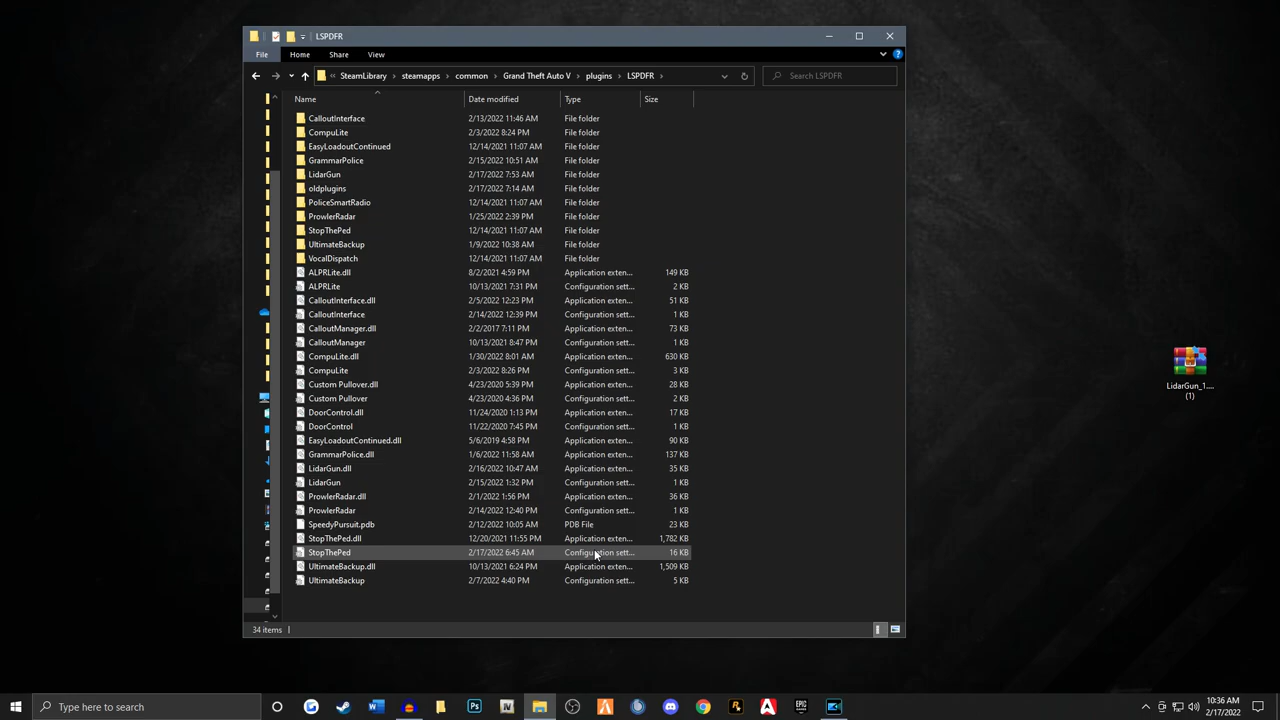 LSPDFR
File Home Share View
SteamLibrary steamapps common Grand Theft Auto V plugins LSPDFR Search LSPDFR
Name Date modified Type Size
CalloutInterface 2/13/2022 11:46 AM File folder
CompuLite 2/3/2022 8:24 PM File folder
EasyLoadoutContinued 12/14/2021 11:07 AM File folder
GrammarPolice 2/15/2022 10:51 AM File folder
LidarGun 2/17/2022 7:53 AM File folder
oldplugins 2/17/2022 7:14 AM File folder
PoliceSmartRadio 12/14/2021 11:07 AM File folder
ProwlerRadar 1/25/2022 2:39 PM File folder
StopThePed 12/14/2021 11:07 AM File folder
UltimateBackup 1/9/2022 10:38 AM File folder
VocalDispatch 12/14/2021 11:07 AM File folder
ALPRLite.dll 8/2/2021 4:59 PM Application exten... 149 KB
ALPRLite 10/13/2021 7:31 PM Configuration sett... 2 KB
CalloutInterface.dll 2/5/2022 12:23 PM Application exten... 51 KB
CalloutInterface 2/14/2022 12:39 PM Configuration sett... 1 KB
CalloutManager.dll 2/2/2017 7:11 PM Application exten... 73 KB
CalloutManager 10/13/2021 8:47 PM Configuration sett... 1 KB
CompuLite.dll 1/30/2022 8:01 AM Application exten... 630 KB
CompuLite 2/3/2022 8:26 PM Configuration sett... 3 KB
Custom Pullover.dll 4/23/2020 5:39 PM Application exten... 28 KB
Custom Pullover 4/23/2020 4:36 PM Configuration sett... 2 KB
DoorControl.dll 11/24/2020 1:13 PM Application exten... 17 KB
DoorControl 11/22/2020 7:45 PM Configuration sett... 1 KB
EasyLoadoutContinued.dll 5/6/2019 4:58 PM Application exten... 90 KB
GrammarPolice.dll 1/6/2022 11:58 AM Application exten... 137 KB
LidarGun.dll 2/16/2022 10:47 AM Application exten... 35 KB
LidarGun 2/15/2022 1:32 PM Configuration sett... 1 KB
ProwlerRadar.dll 2/1/2022 1:56 PM Application exten... 36 KB
ProwlerRadar 2/14/2022 12:40 PM Configuration sett... 1 KB
SpeedyPursuit.pdb 2/12/2022 10:05 AM PDB File 23 KB
StopThePed.dll 12/20/2021 11:55 PM Application exten... 1,782 KB
StopThePed 2/17/2022 6:45 AM Configuration sett... 16 KB
UltimateBackup.dll 10/13/2021 6:24 PM Application exten... 1,509 KB
UltimateBackup 2/7/2022 4:40 PM Configuration sett... 5 KB
34 items
LidarGun_1....
(1)
Type here to search
10:36 AM
2/17/2022